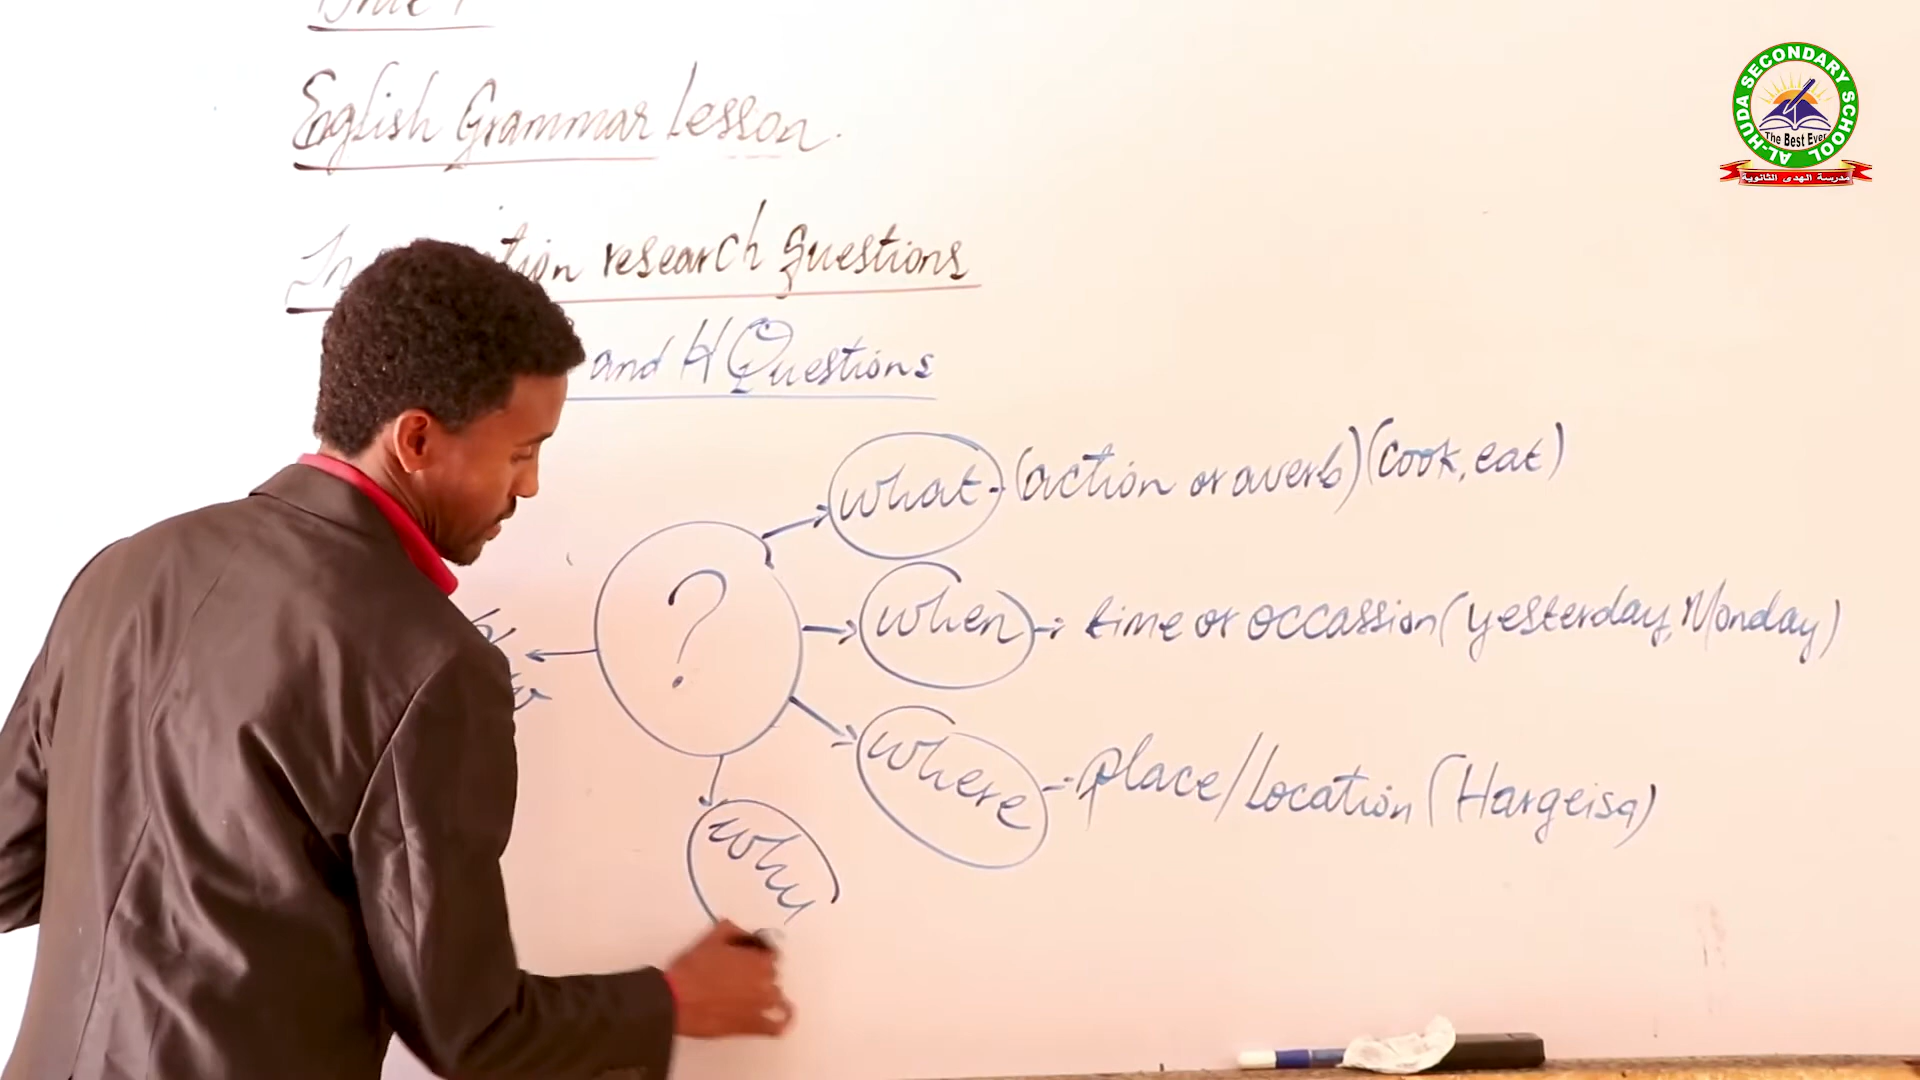 English Grammar Lesson.
research questions
and H Questions
what - (action or averb) (cook, eat)
?
when -: time or occassion (yesterday, Monday)
where -: place/Location (Hargeisa)
why
AL-HUDA SECONDARY SCHOOL
The Best Ever
مدرسة الهدى الثانوية